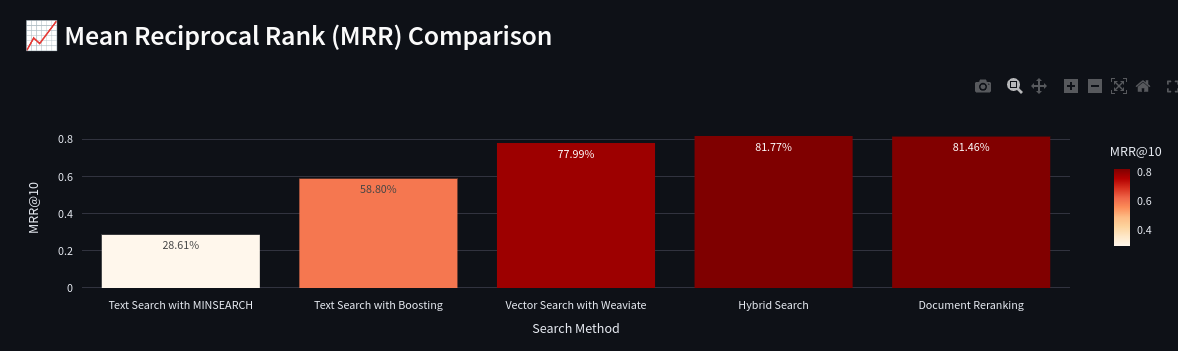 Mean Reciprocal Rank (MRR) Comparison
0.8
0.6
0.4
0.2
0
MRR@10
28.61%
58.80%
77.99%
81.77%
81.46%
Text Search with MINSEARCH
Text Search with Boosting
Vector Search with Weaviate
Hybrid Search
Document Reranking
Search Method
MRR@10
0.8
0.6
0.4